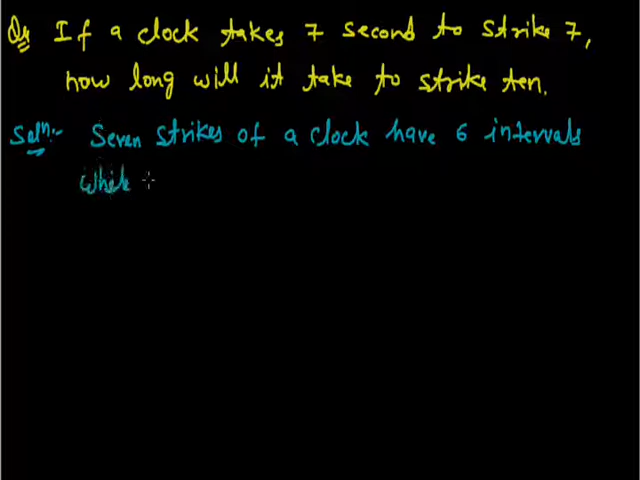 Qs If a clock takes 7 second to strike 7,
how long will it take to strike ten.
Soln:- Seven strikes of a clock have 6 intervals
while